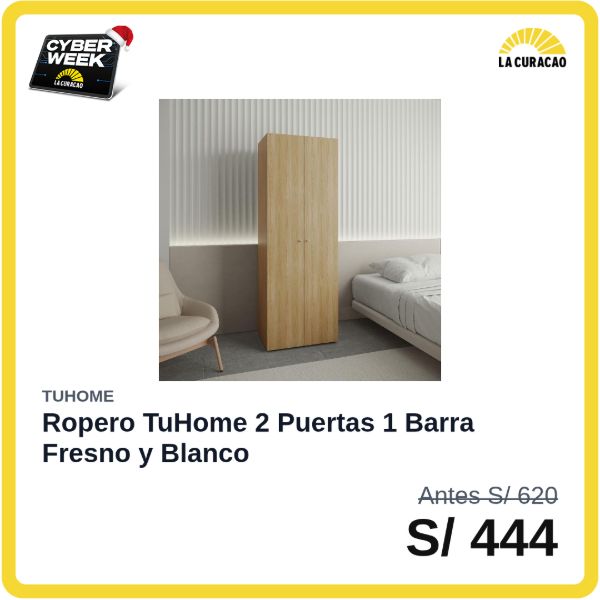 CYBER
WEEK
LA CURACAO
LA CURACAO
TUHOME
Ropero TuHome 2 Puertas 1 Barra
Fresno y Blanco
Antes S/ 620
S/ 444